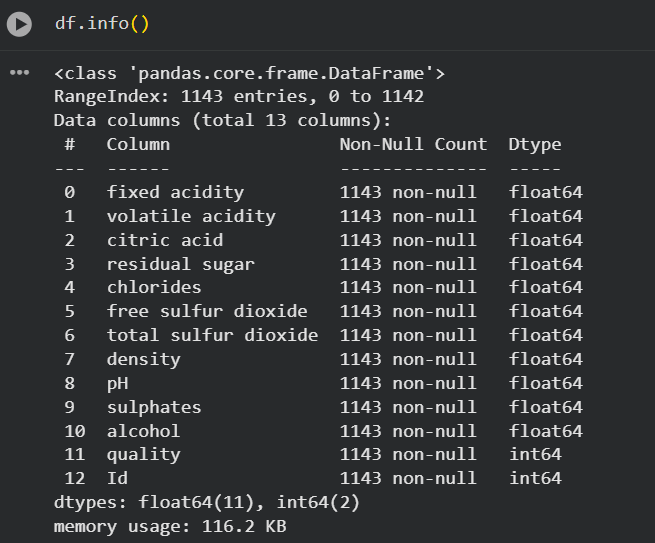 df.info()
<class 'pandas.core.frame.DataFrame'>
RangeIndex: 1143 entries, 0 to 1142
Data columns (total 13 columns):
 #   Column                Non-Null Count  Dtype
---  ------                --------------  -----
 0   fixed acidity         1143 non-null   float64
 1   volatile acidity      1143 non-null   float64
 2   citric acid           1143 non-null   float64
 3   residual sugar        1143 non-null   float64
 4   chlorides             1143 non-null   float64
 5   free sulfur dioxide   1143 non-null   float64
 6   total sulfur dioxide  1143 non-null   float64
 7   density               1143 non-null   float64
 8   pH                    1143 non-null   float64
 9   sulphates             1143 non-null   float64
 10  alcohol               1143 non-null   float64
 11  quality               1143 non-null   int64
 12  Id                    1143 non-null   int64
dtypes: float64(11), int64(2)
memory usage: 116.2 KB